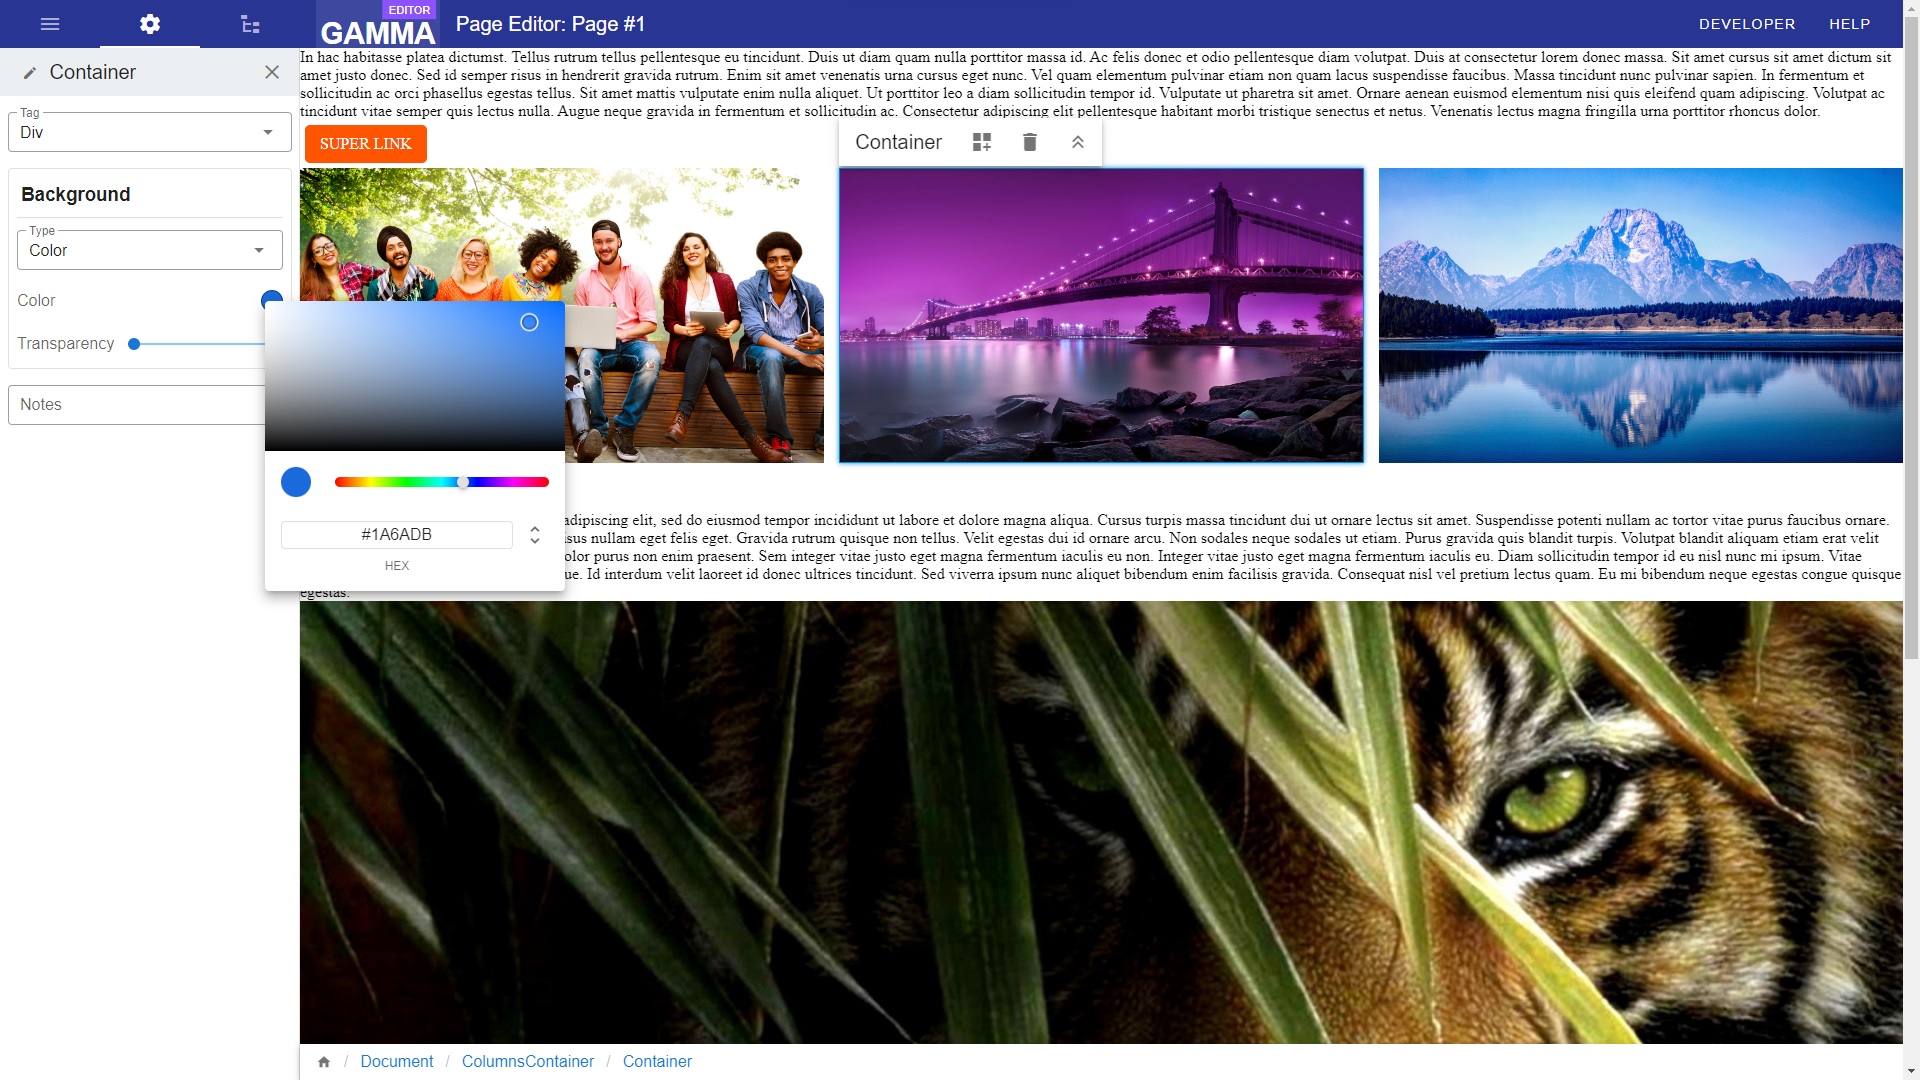 EDITOR
GAMMA
Page Editor: Page #1
DEVELOPER
HELP
Container
Tag
Div
Background
Type
Color
Color
Transparency
Notes
#1A6ADB
HEX
In hac habitasse platea dictumst. Tellus rutrum tellus pellentesque eu tincidunt. Duis ut diam quam nulla porttitor massa id. Ac felis donec et odio pellentesque diam volutpat. Duis at consectetur lorem donec massa. Sit amet cursus sit amet dictum sit
amet justo donec. Sed id semper risus in hendrerit gravida rutrum. Enim sit amet venenatis urna cursus eget nunc. Vel quam elementum pulvinar etiam non quam lacus suspendisse faucibus. Massa tincidunt nunc pulvinar sapien. In fermentum et
sollicitudin ac orci phasellus egestas tellus. Sit amet mattis vulputate enim nulla aliquet. Ut porttitor leo a diam sollicitudin tempor id. Vulputate ut pharetra sit amet. Ornare aenean euismod elementum nisi quis eleifend quam adipiscing. Volutpat ac
tincidunt vitae semper quis lectus nulla. Augue neque gravida in fermentum et sollicitudin ac. Consectetur adipiscing elit pellentesque habitant morbi tristique senectus et netus. Venenatis lectus magna fringilla urna porttitor rhoncus dolor.
SUPER LINK
Container
adipiscing elit, sed do eiusmod tempor incididunt ut labore et dolore magna aliqua. Cursus turpis massa tincidunt dui ut ornare lectus sit amet. Suspendisse potenti nullam ac tortor vitae purus faucibus ornare.
sus nullam eget felis eget. Gravida rutrum quisque non tellus. Velit egestas dui id ornare arcu. Non sodales neque sodales ut etiam. Purus gravida quis blandit turpis. Volutpat blandit aliquam etiam erat velit
olor purus non enim praesent. Sem integer vitae justo eget magna fermentum iaculis eu non. Integer vitae justo eget magna fermentum iaculis eu. Diam sollicitudin tempor id eu nisl nunc mi ipsum. Vitae
ue. Id interdum velit laoreet id donec ultrices tincidunt. Sed viverra ipsum nunc aliquet bibendum enim facilisis gravida. Consequat nisl vel pretium lectus quam. Eu mi bibendum neque egestas congue quisque
egestas.
/ Document / ColumnsContainer / Container